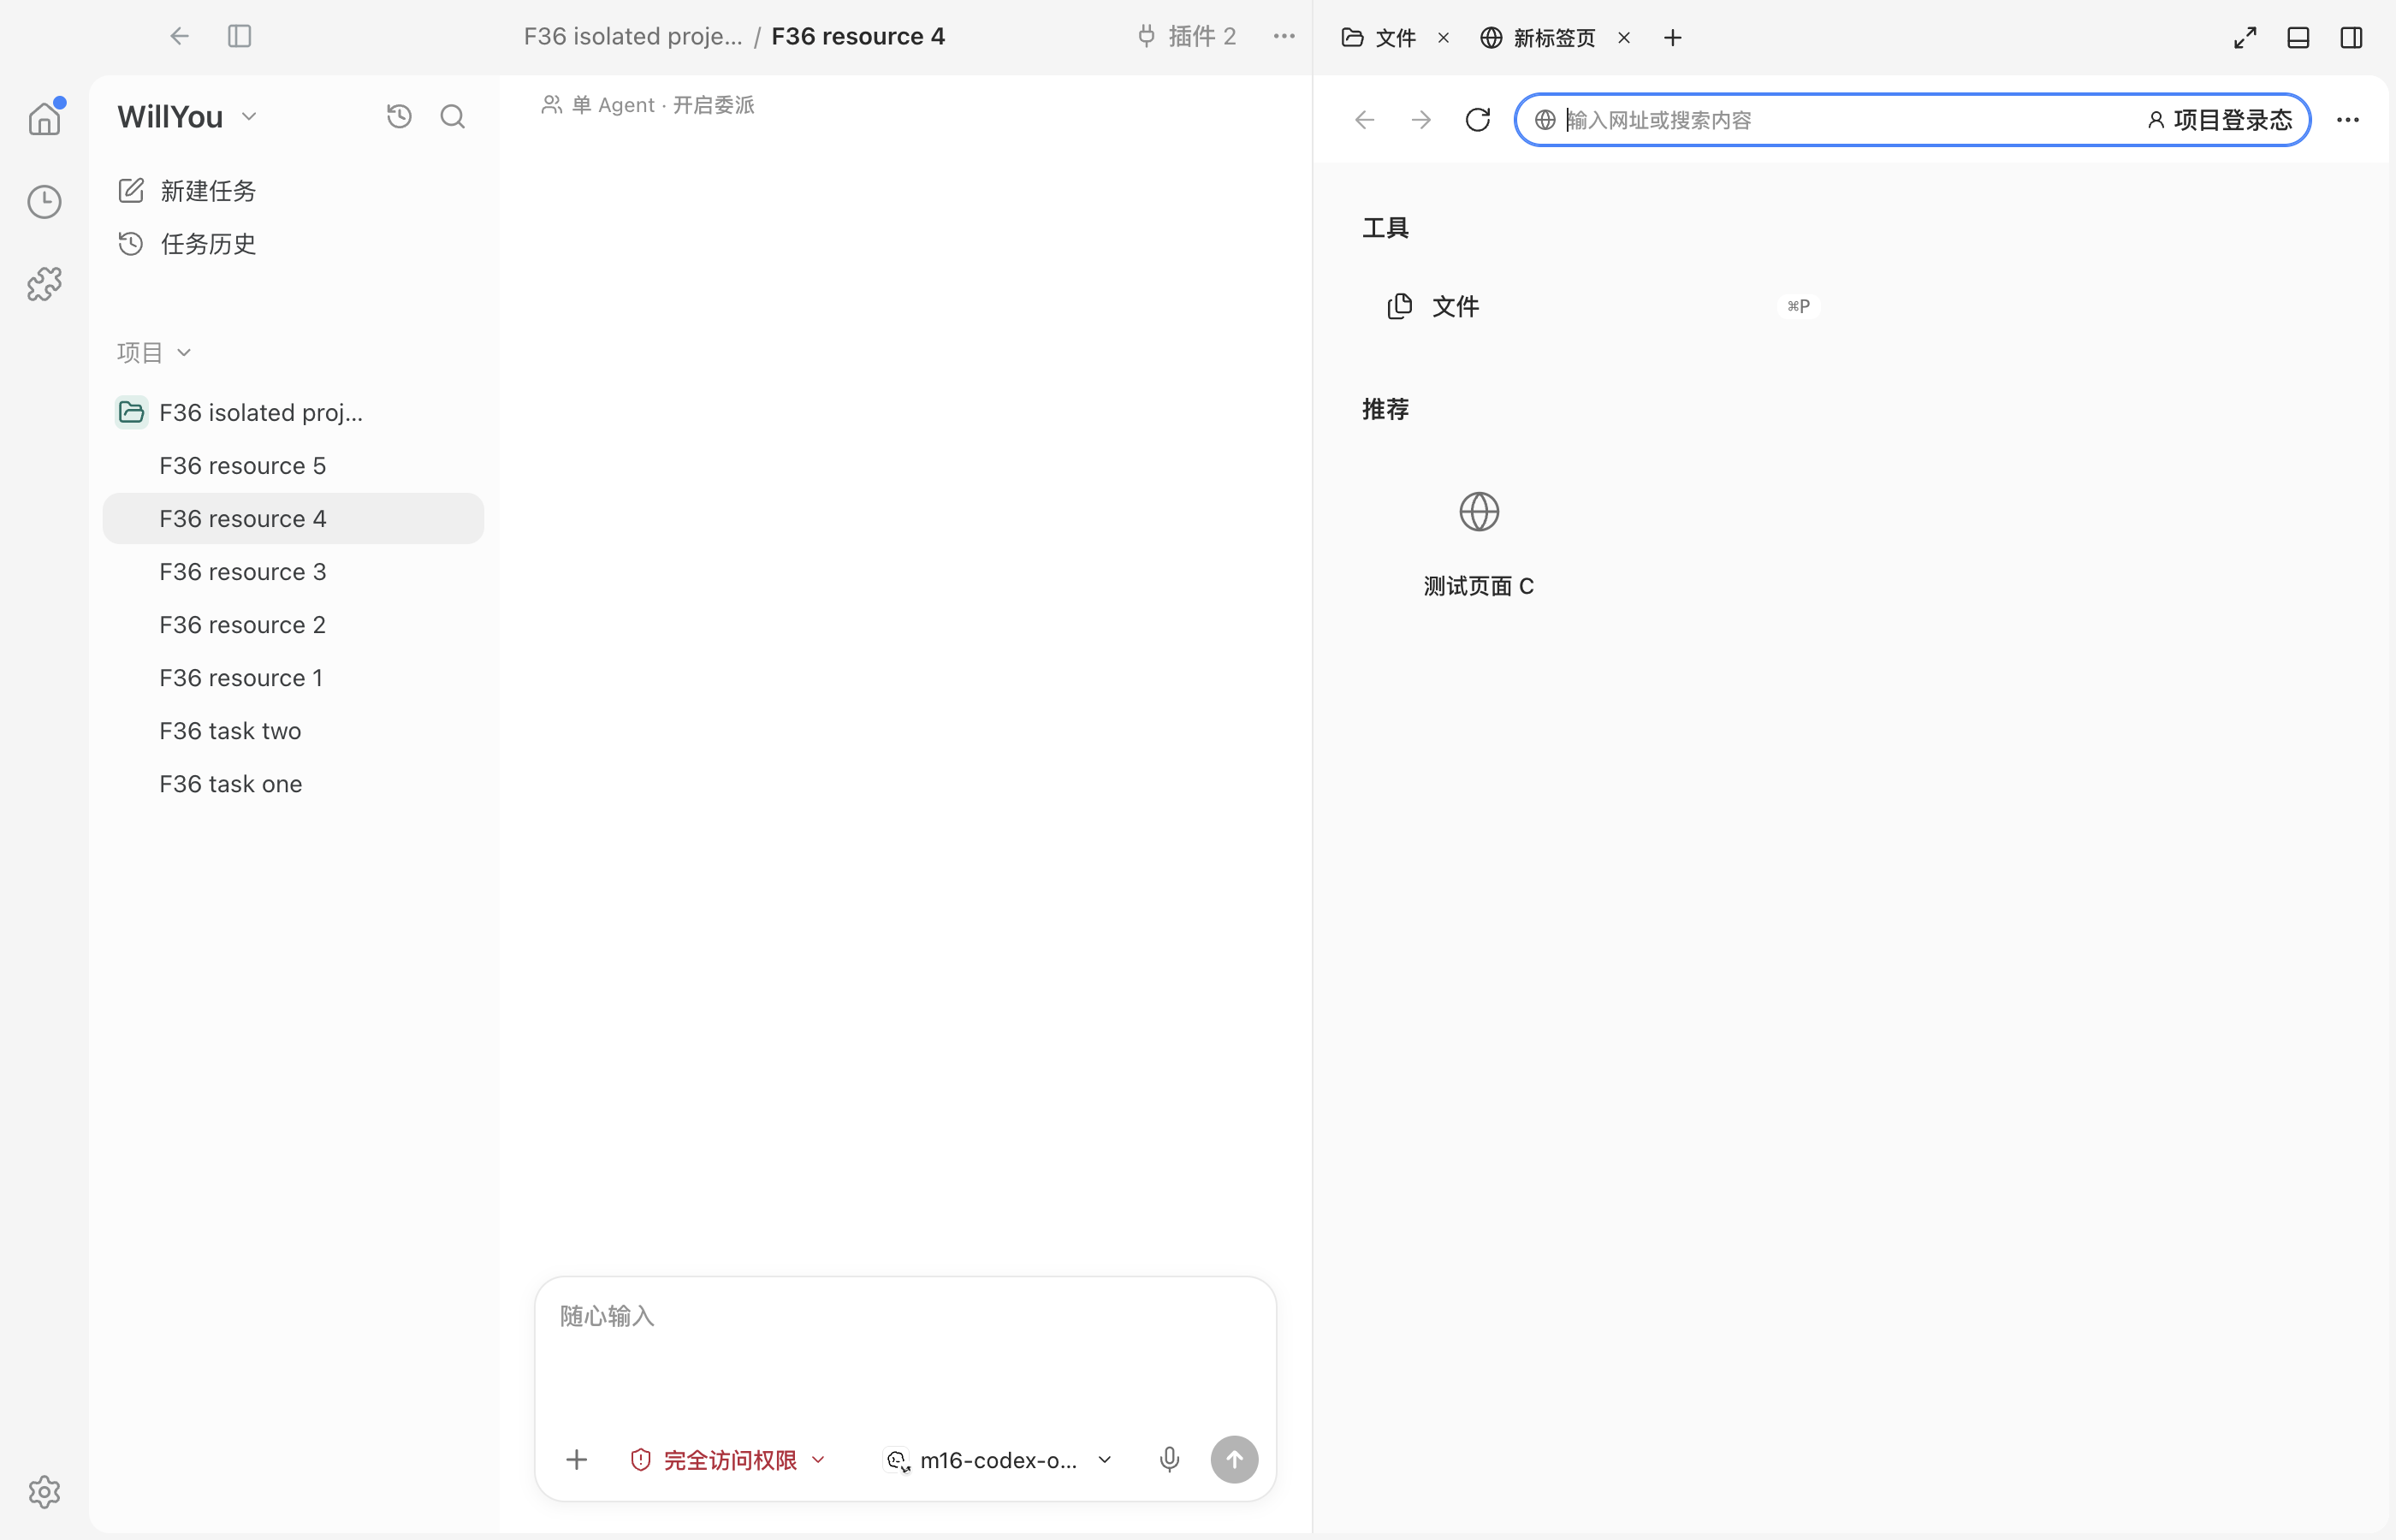 F36 isolated proje... / F36 resource 4
插件 2
文件
新标签页
WillYou
新建任务
任务历史
项目
F36 isolated proj...
F36 resource 5
F36 resource 4
F36 resource 3
F36 resource 2
F36 resource 1
F36 task two
F36 task one
单 Agent · 开启委派
随心输入
完全访问权限
m16-codex-o...
输入网址或搜索内容
项目登录态
工具
文件
⌘P
推荐
测试页面 C